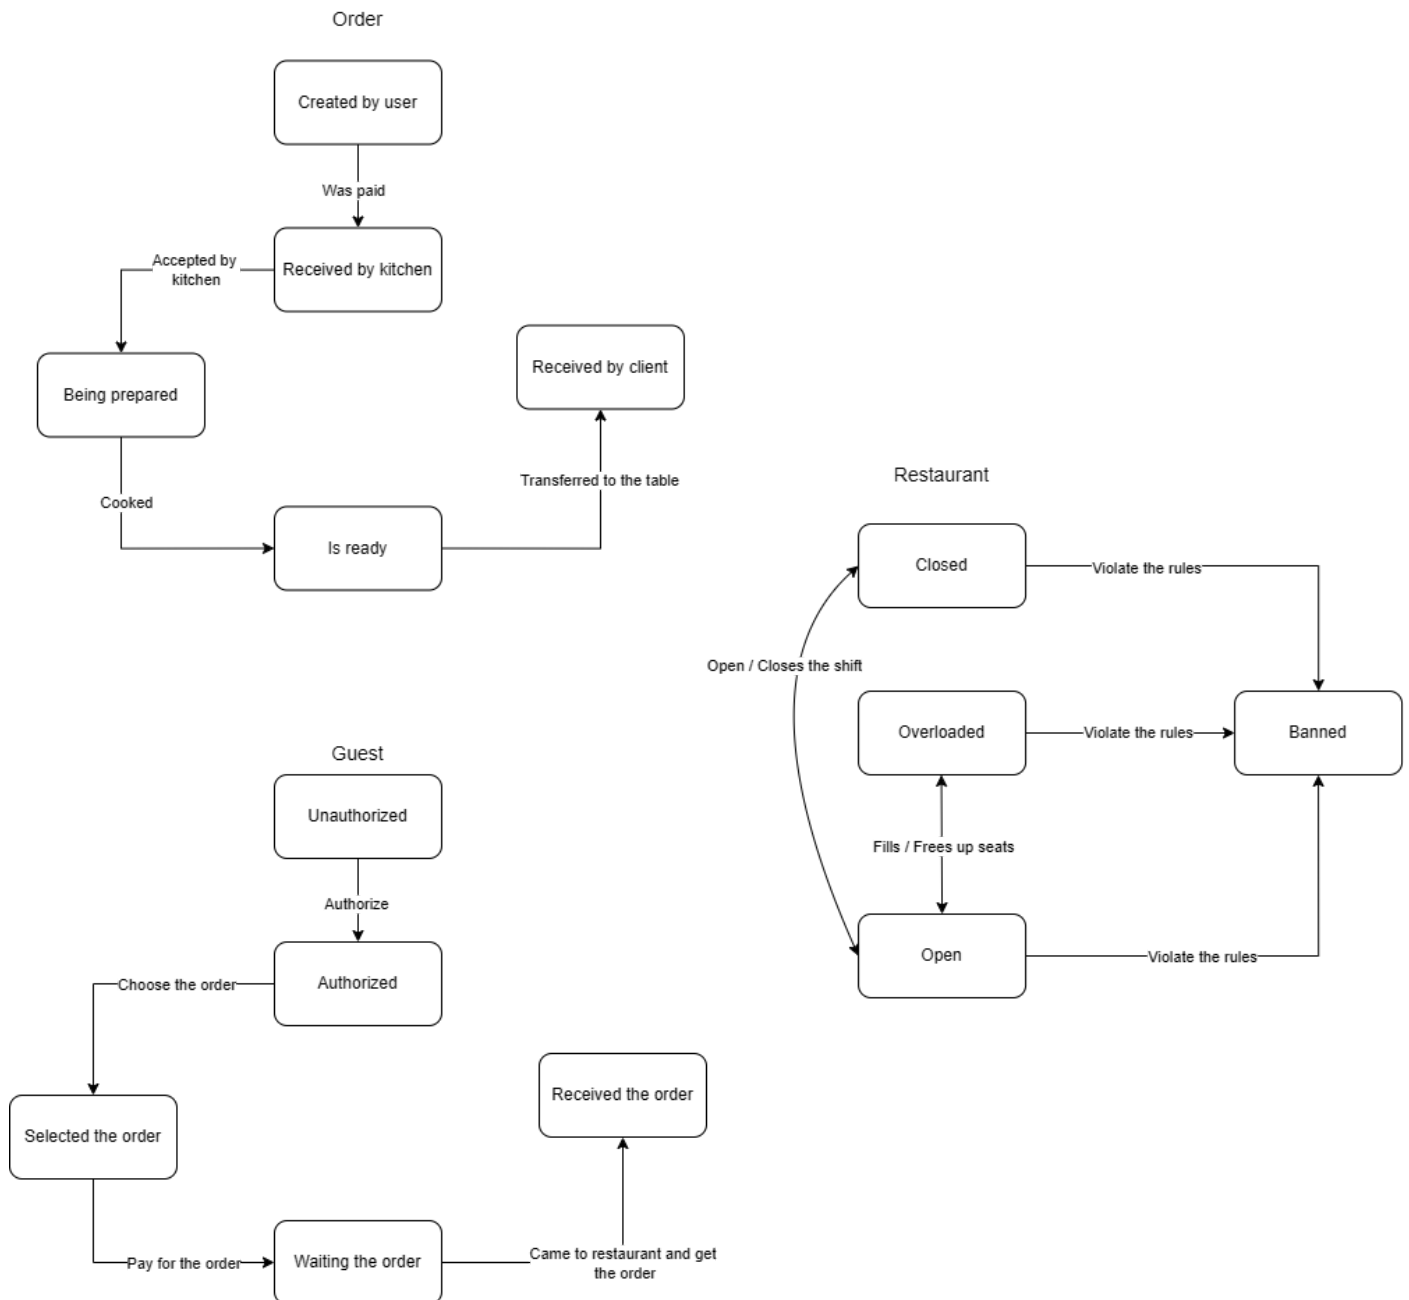 Order
Created by user
Was paid
Received by kitchen
Accepted by
kitchen
Being prepared
Cooked
Is ready
Transferred to the table
Received by client
Guest
Unauthorized
Authorize
Authorized
Choose the order
Selected the order
Pay for the order
Waiting the order
Came to restaurant and get
the order
Received the order
Restaurant
Closed
Violate the rules
Open / Closes the shift
Overloaded
Violate the rules
Banned
Fills / Frees up seats
Open
Violate the rules